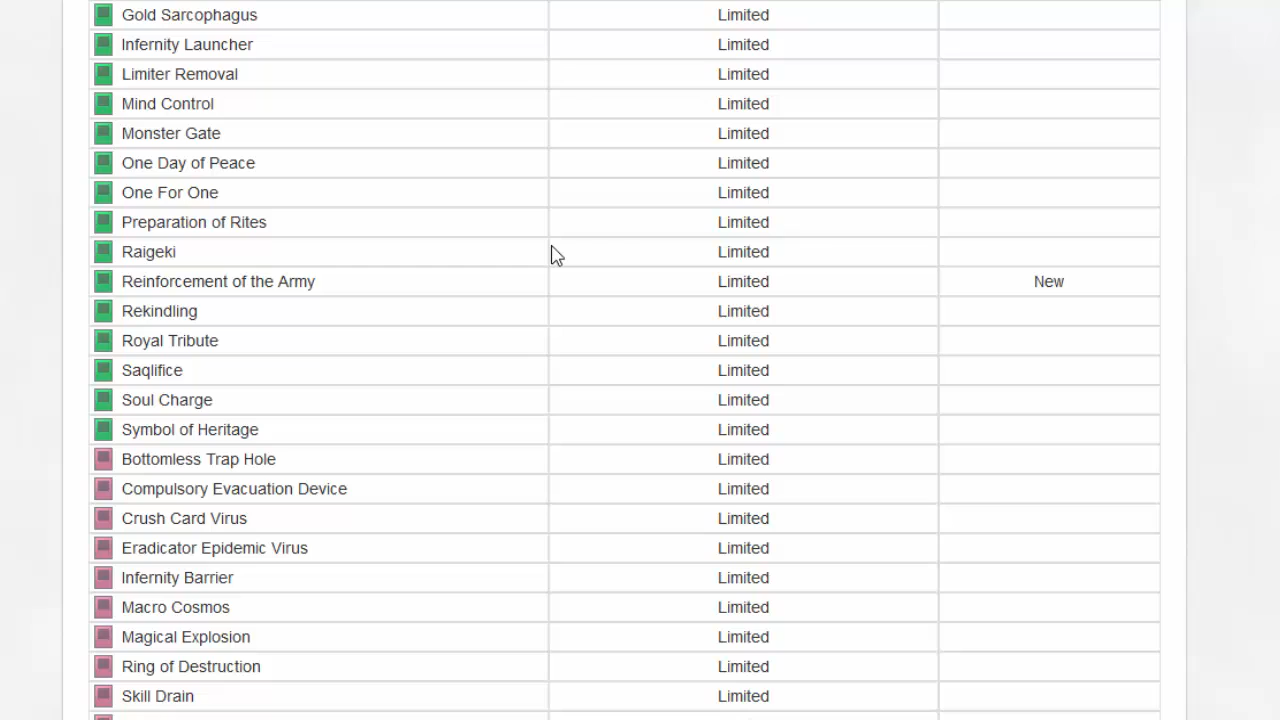 Gold Sarcophagus Limited
Infernity Launcher Limited
Limiter Removal Limited
Mind Control Limited
Monster Gate Limited
One Day of Peace Limited
One For One Limited
Preparation of Rites Limited
Raigeki Limited
Reinforcement of the Army Limited New
Rekindling Limited
Royal Tribute Limited
Saqlifice Limited
Soul Charge Limited
Symbol of Heritage Limited
Bottomless Trap Hole Limited
Compulsory Evacuation Device Limited
Crush Card Virus Limited
Eradicator Epidemic Virus Limited
Infernity Barrier Limited
Macro Cosmos Limited
Magical Explosion Limited
Ring of Destruction Limited
Skill Drain Limited